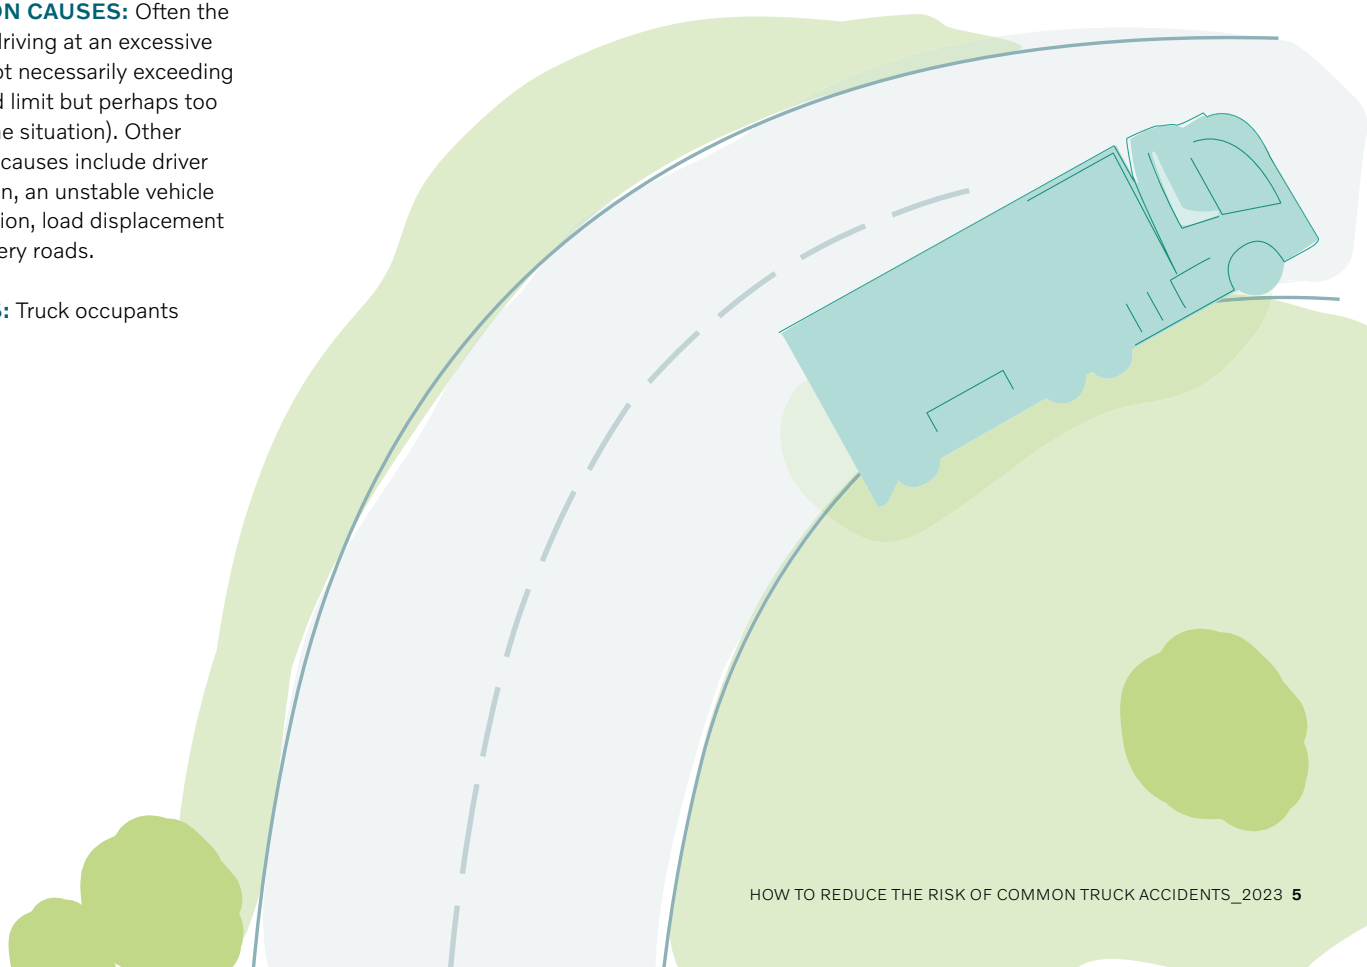 ON CAUSES: Often the
driving at an excessive
ot necessarily exceeding
d limit but perhaps too
he situation). Other
causes include driver
n, an unstable vehicle
tion, load displacement
ery roads.
S: Truck occupants
HOW TO REDUCE THE RISK OF COMMON TRUCK ACCIDENTS_2023 5